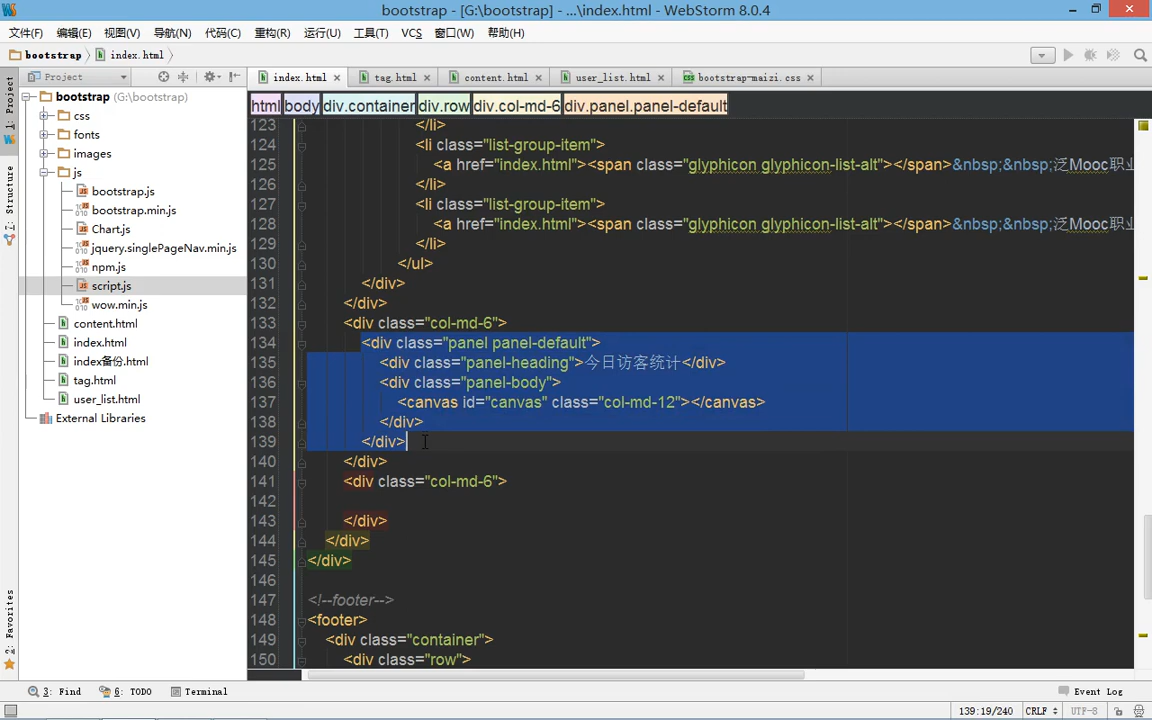 bootstrap - [G:\bootstrap] - ...\index.html - WebStorm 8.0.4
文件(F) 编辑(E) 视图(V) 导航(N) 代码(C) 重构(R) 运行(U) 工具(T) VCS 窗口(W) 帮助(H)
bootstrap index.html
Project index.html tag.html content.html user_list.html bootstrap-maizi.css
1: Project
7: Structure
2: Favorites
bootstrap (G:\bootstrap)
css
fonts
images
js
bootstrap.js
bootstrap.min.js
Chart.js
jquery.singlePageNav.min.js
npm.js
script.js
wow.min.js
content.html
index.html
index备份.html
tag.html
user_list.html
External Libraries
html body div.container div.row div.col-md-6 div.panel.panel-default
123 </li>
124 <li class="list-group-item">
125 <a href="index.html"><span class="glyphicon glyphicon-list-alt"></span>&nbsp;&nbsp;泛Mooc职业
126 </li>
127 <li class="list-group-item">
128 <a href="index.html"><span class="glyphicon glyphicon-list-alt"></span>&nbsp;&nbsp;泛Mooc职业
129 </li>
130 </ul>
131 </div>
132 </div>
133 <div class="col-md-6">
134 <div class="panel panel-default">
135 <div class="panel-heading">今日访客统计</div>
136 <div class="panel-body">
137 <canvas id="canvas" class="col-md-12"></canvas>
138 </div>
139 </div>
140 </div>
141 <div class="col-md-6">
142
143 </div>
144 </div>
145 </div>
146
147 <!--footer-->
148 <footer>
149 <div class="container">
150 <div class="row">
3: Find 6: TODO Terminal Event Log
139:19/240 CRLF UTF-8